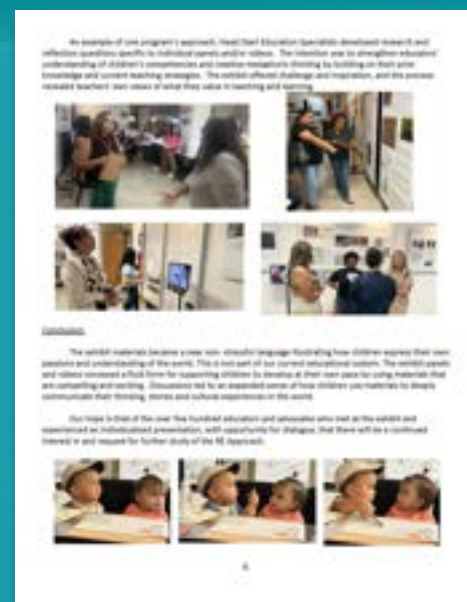 An example of one program's approach, Head Start Education Specialists developed research and
reflection questions specific to individual panels and/or videos. The intention was to strengthen educators'
understanding of children's competencies and creative metaphoric thinking by building on their prior
knowledge and current teaching strategies. The exhibit offered challenge and inspiration, and the process
revealed teachers' own views of what they value in teaching and learning.
Conclusion:
The exhibit materials became a new non- stressful language illustrating how children express their own
passions and understanding of the world. This is not part of our current educational system. The exhibit panels
and videos conveyed a fluid form for supporting children to develop at their own pace for using materials that
are compelling and exciting. Discussions led to an expanded sense of how children use materials to deeply
communicate their thinking, stories and cultural experiences in the world.
Our hope is that of the over five hundred educators and advocates who met at the exhibit and
experienced an individualized presentation, with opportunity for dialogue, that there will be a continued
interest in and request for further study of the RE Approach.